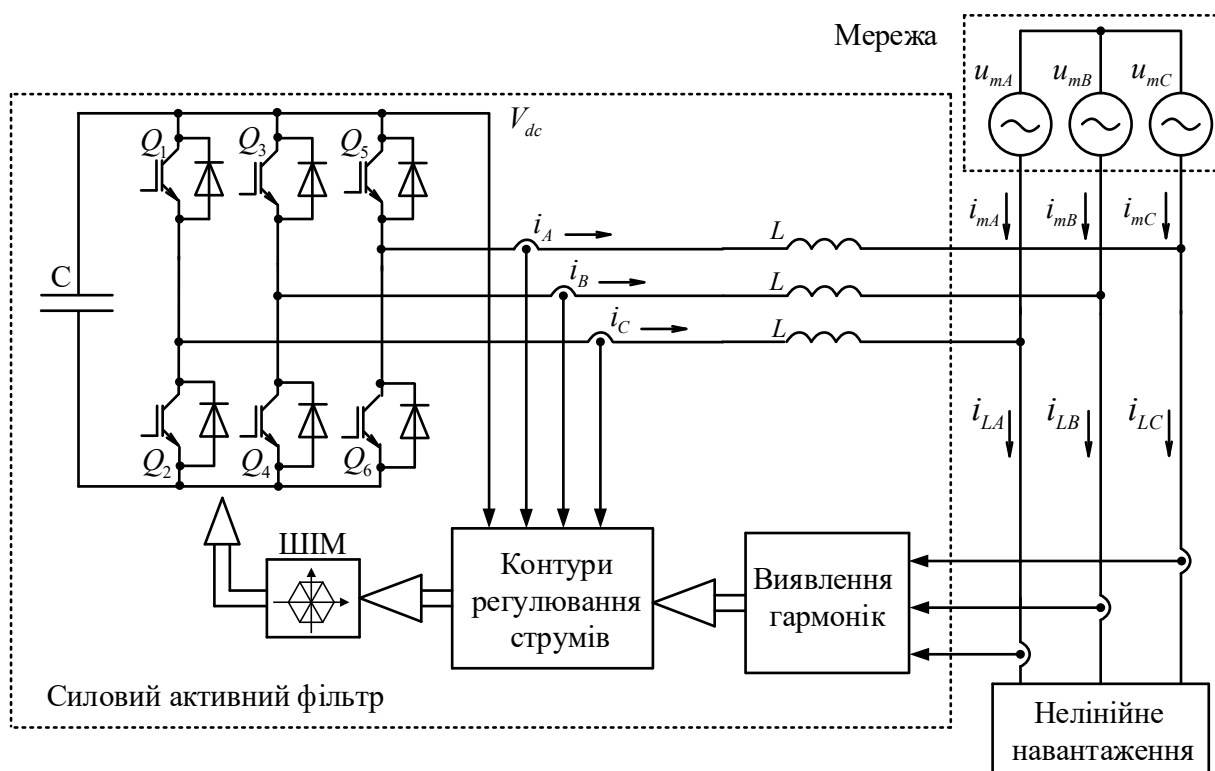 Мережа
u_mA u_mB u_mC
V_dc
Q_1 Q_3 Q_5
i_mA i_mB i_mC
i_A L
C
i_B L
i_C L
i_LA i_LB i_LC
Q_2 Q_4 Q_6
ШІМ
Контури
регулювання
струмів
Виявлення
гармонік
Силовий активний фільтр
Нелінійне
навантаження